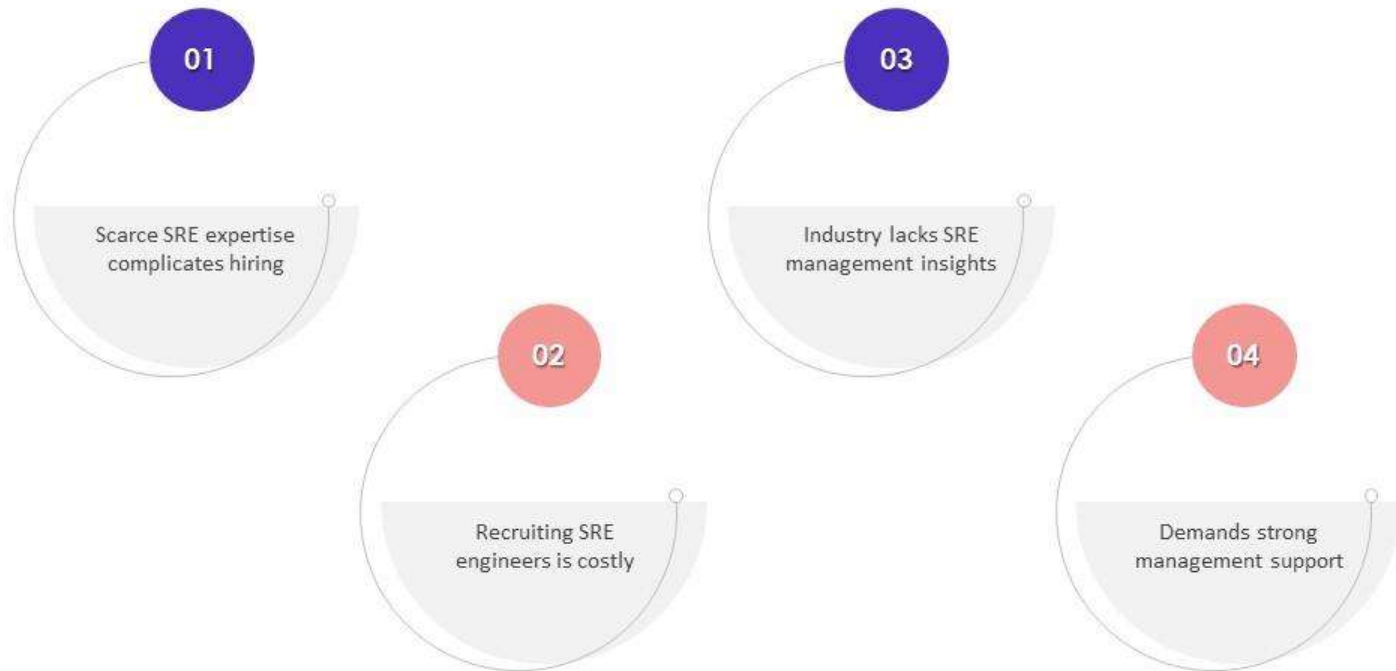 01
Scarce SRE expertise
complicates hiring
02
Recruiting SRE
engineers is costly
03
Industry lacks SRE
management insights
04
Demands strong
management support